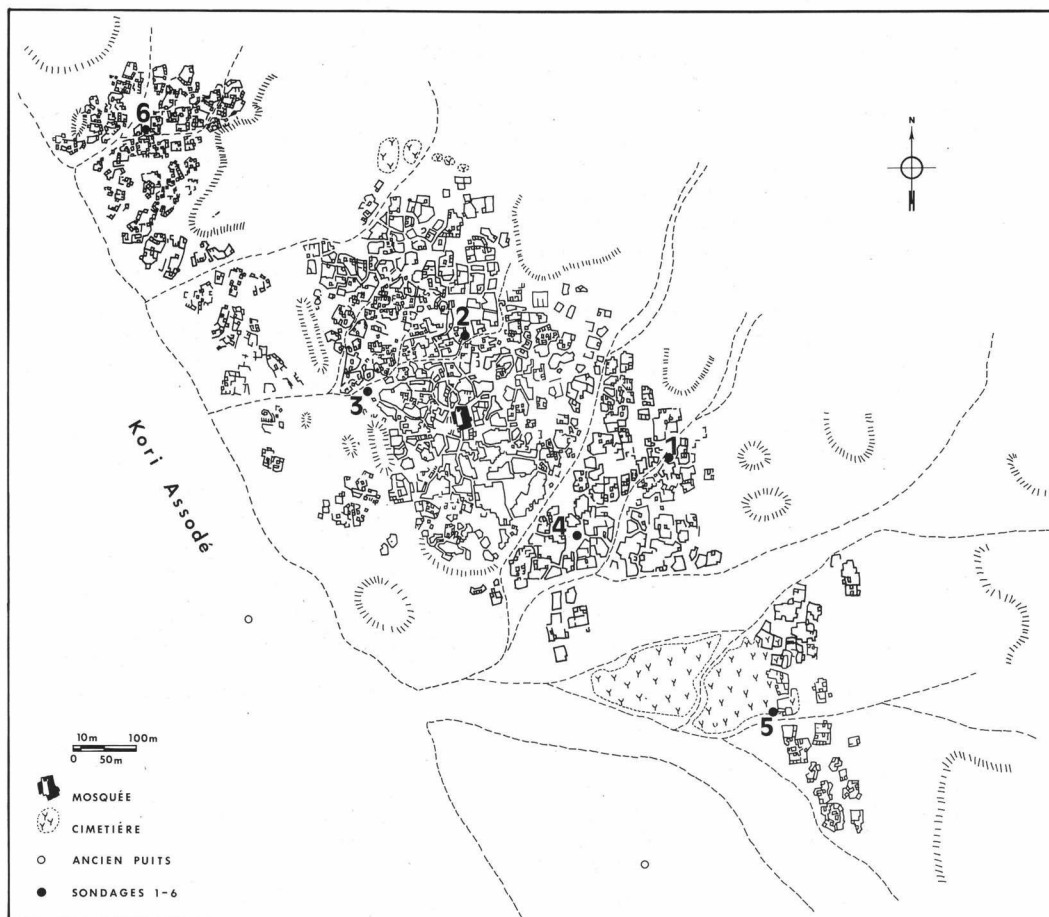 6
N
2
3
1
Kori Assodé
4
5
10m 100m
0 50m
MOSQUÉE
CIMETIÈRE
ANCIEN PUITS
SONDAGES 1-6